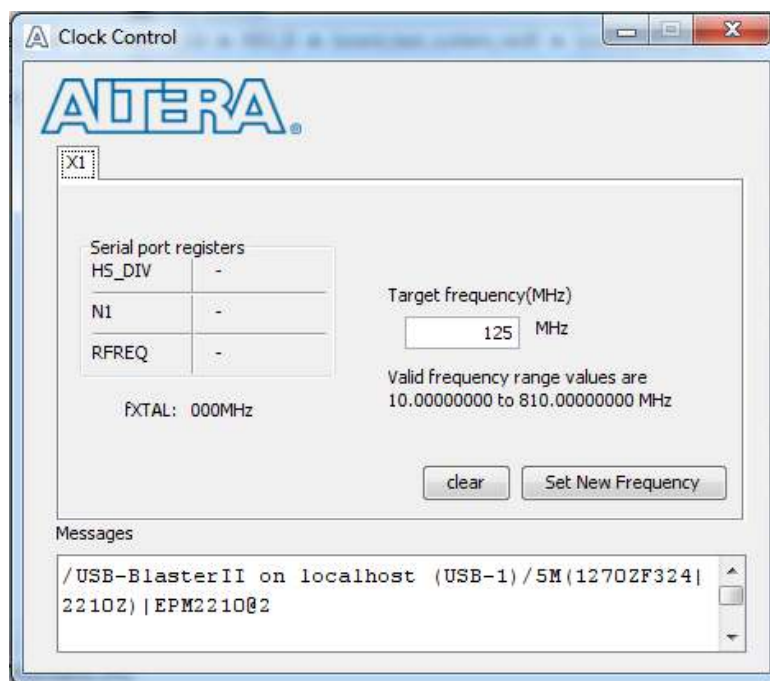 Clock Control
ALTERA®
X1
Serial port registers
HS_DIV -
N1 -
RFREQ -
fXTAL: 000MHz
Target frequency(MHz)
125 MHz
Valid frequency range values are
10.00000000 to 810.00000000 MHz
clear
Set New Frequency
Messages
/USB-BlasterII on localhost (USB-1)/5M(1270ZF324|
2210Z)|EPM2210@2